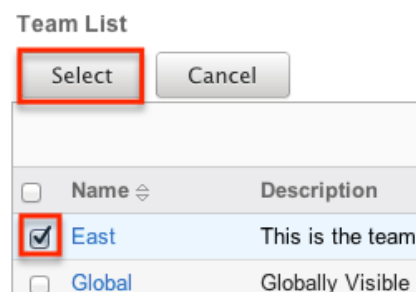 Team List
Select Cancel
Name Description
East This is the team
Global Globally Visible